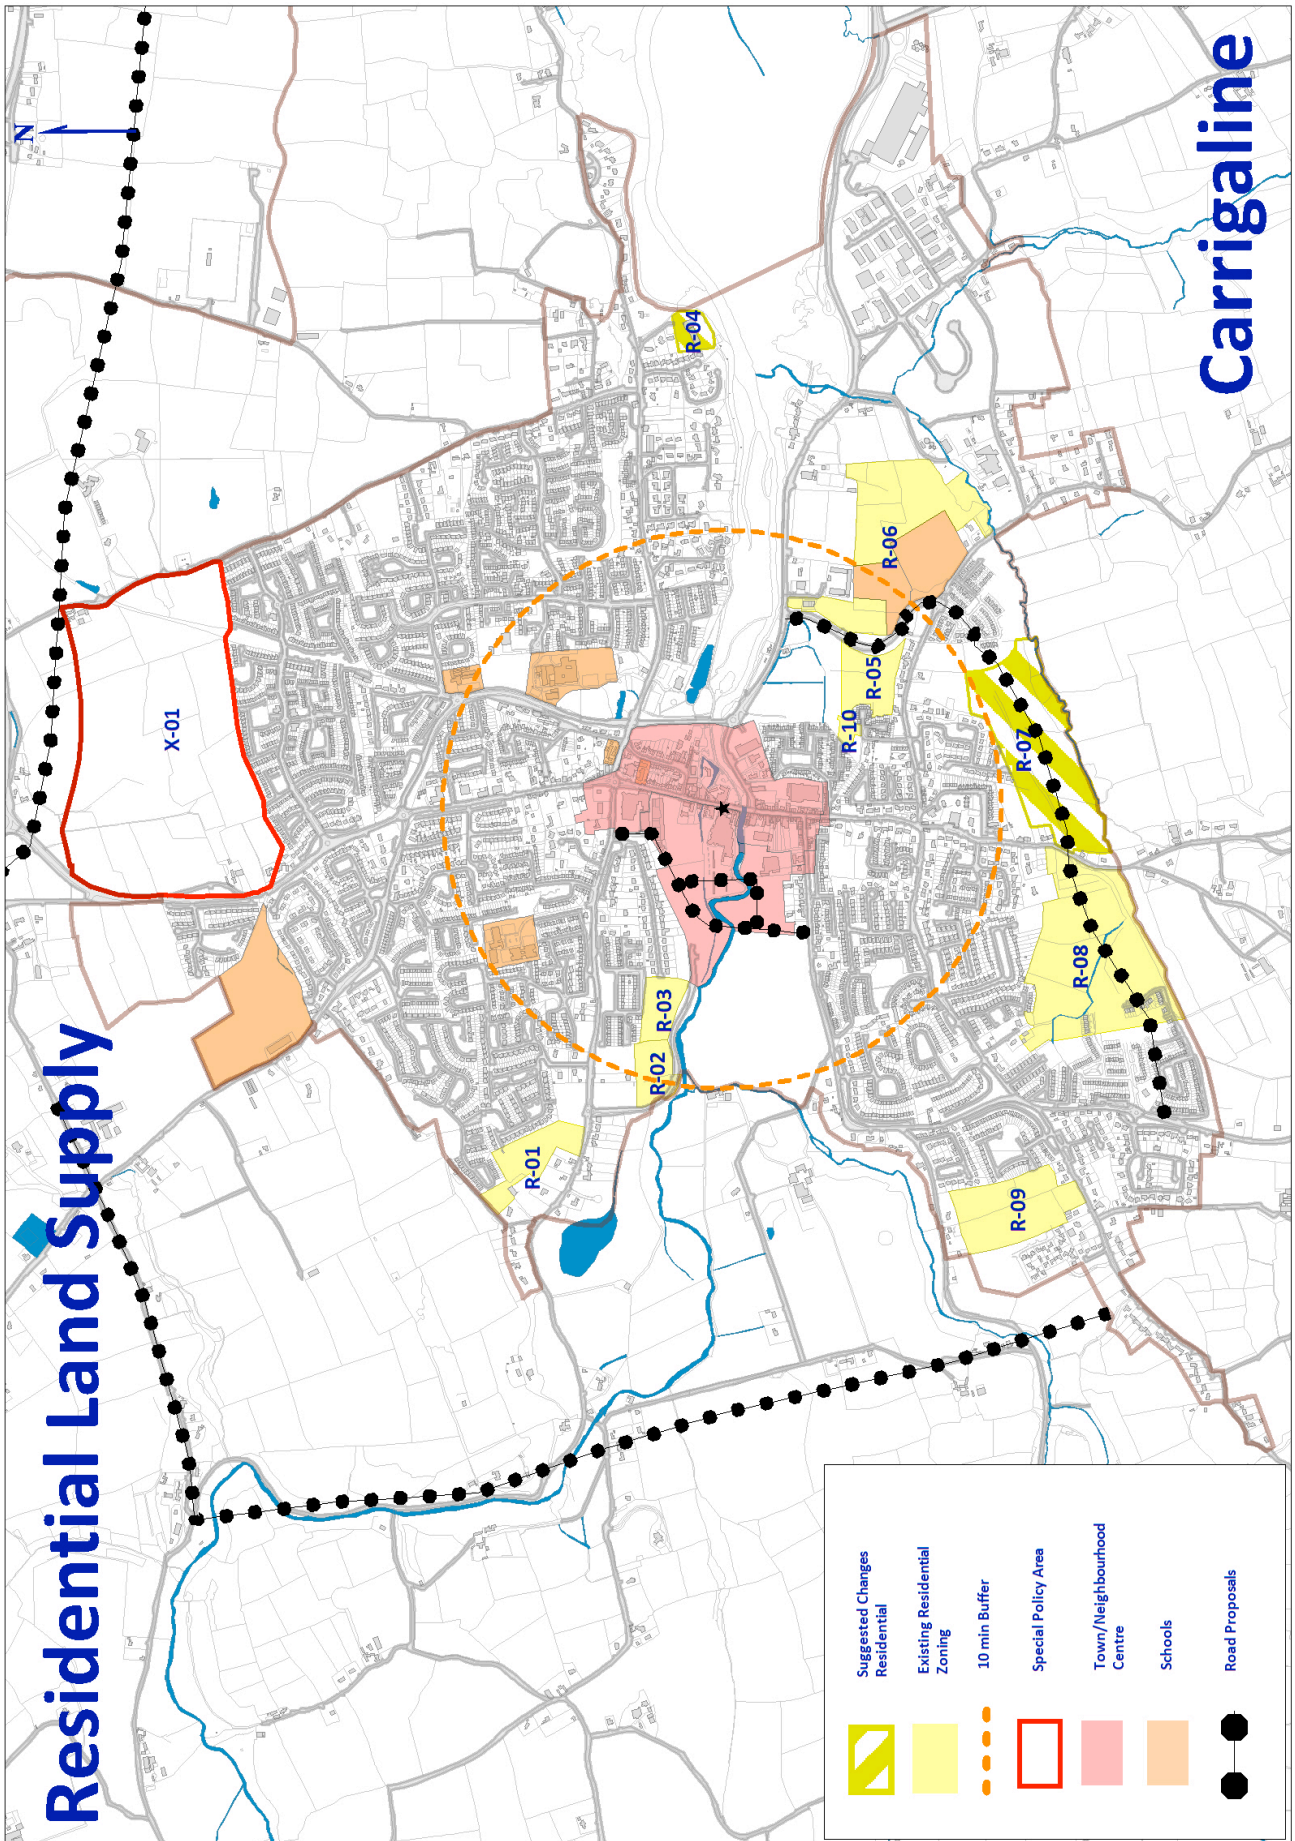 Residential Land Supply
N
X-01
R-01
R-02
R-03
R-04
R-05
R-06
R-10
R-07
R-08
R-09
Carrigaline
Suggested Changes
Residential
Existing Residential
Zoning
10 min Buffer
Special Policy Area
Town/Neighbourhood
Centre
Schools
Road Proposals